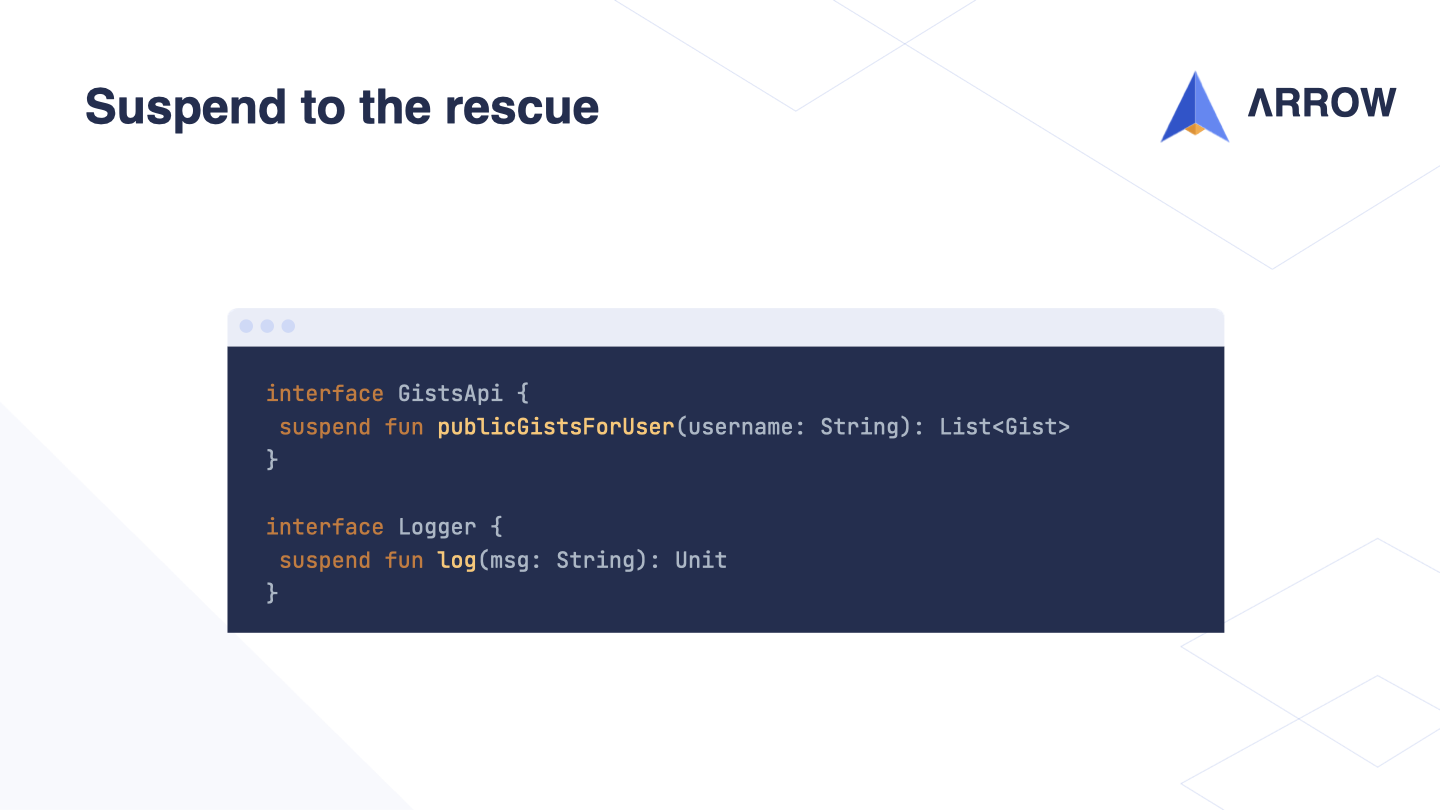 Suspend to the rescue
ARROW
interface GistsApi {
 suspend fun publicGistsForUser(username: String): List<Gist>
}

interface Logger {
 suspend fun log(msg: String): Unit
}